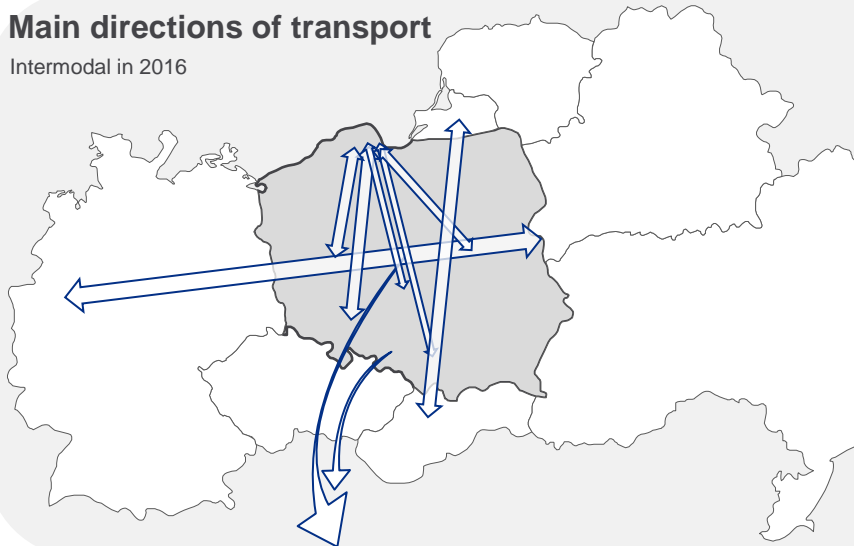 Main directions of transport
Intermodal in 2016